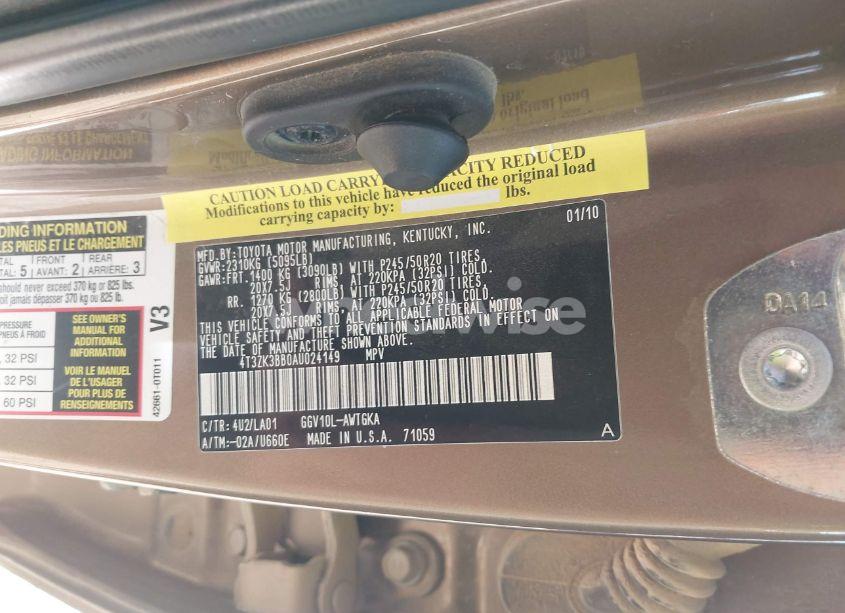 CAUTION LOAD CARRY CAPACITY REDUCED
Modifications to this vehicle have reduced the original load
carrying capacity by: lbs.
DING INFORMATION
LES PNEUS ET LE CHARGEMENT
TAL 5 FRONT AVANT: 2 REAR ARRIÈRE: 3
should never exceed 370 kg or 825 lbs.
oit jamais dépasser 370 kg ou 825 lb.
PRESSURE
PNEUS À FROID
, 32 PSI
, 32 PSI
60 PSI
SEE OWNER'S
MANUAL FOR
ADDITIONAL
INFORMATION
VOIR LE MANUEL
DE L'USAGER
POUR PLUS DE
RENSEIGNEMENTS
V3
42661-0T011
MFD.BY:TOYOTA MOTOR MANUFACTURING, KENTUCKY, INC. 01/10
GVWR:2310KG (5095LB)
GAWR:FRT.1400 KG (3090LB) WITH P245/50R20 TIRES,
20X7.5J RIMS, AT 220KPA (32PSI) COLD.
RR. 1270 KG (2800LB) WITH P245/50R20 TIRES,
20X7.5J RIMS, AT 220KPA (32PSI) COLD.
THIS VEHICLE CONFORMS TO ALL APPLICABLE FEDERAL MOTOR
VEHICLE SAFETY AND THEFT PREVENTION STANDARDS IN EFFECT ON
THE DATE OF MANUFACTURE SHOWN ABOVE.
4T3ZK3BB0AU024149 MPV
C/TR: 4U2/LA01 GGV10L-AWTGKA
A/TM:-02A/U660E MADE IN U.S.A. 71059 A
DA14